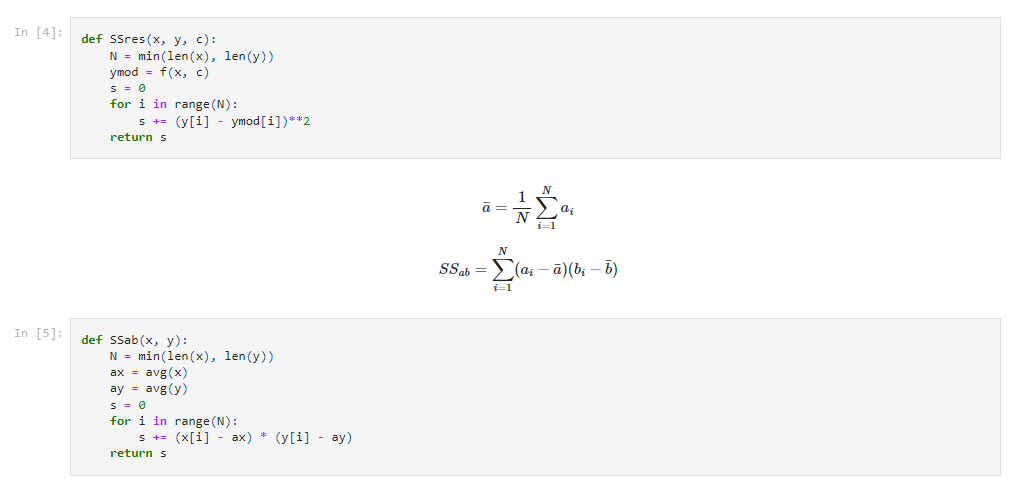 In [4]:
def SSres(x, y, c):
    N = min(len(x), len(y))
    ymod = f(x, c)
    s = 0
    for i in range(N):
        s += (y[i] - ymod[i])**2
    return s
ā = 1/N ∑_{i=1}^{N} a_i
SS_{ab} = ∑_{i=1}^{N} (a_i − ā)(b_i − b̄)
In [5]:
def SSab(x, y):
    N = min(len(x), len(y))
    ax = avg(x)
    ay = avg(y)
    s = 0
    for i in range(N):
        s += (x[i] - ax) * (y[i] - ay)
    return s